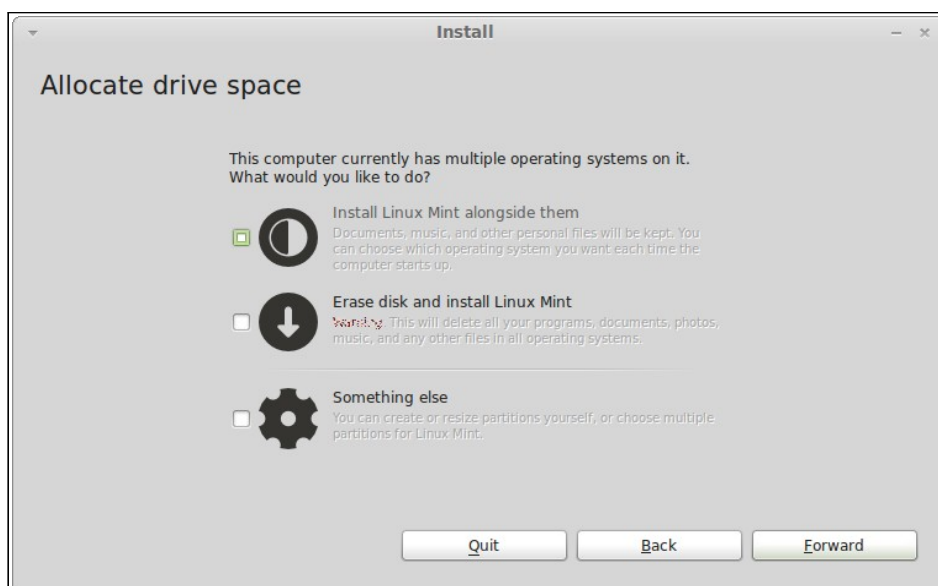 Install
Allocate drive space
This computer currently has multiple operating systems on it.
What would you like to do?
Install Linux Mint alongside them
Documents, music, and other personal files will be kept. You
can choose which operating system you want each time the
computer starts up.
Erase disk and install Linux Mint
Warning: This will delete all your programs, documents, photos,
music, and any other files in all operating systems.
Something else
You can create or resize partitions yourself, or choose multiple
partitions for Linux Mint.
Quit Back Forward